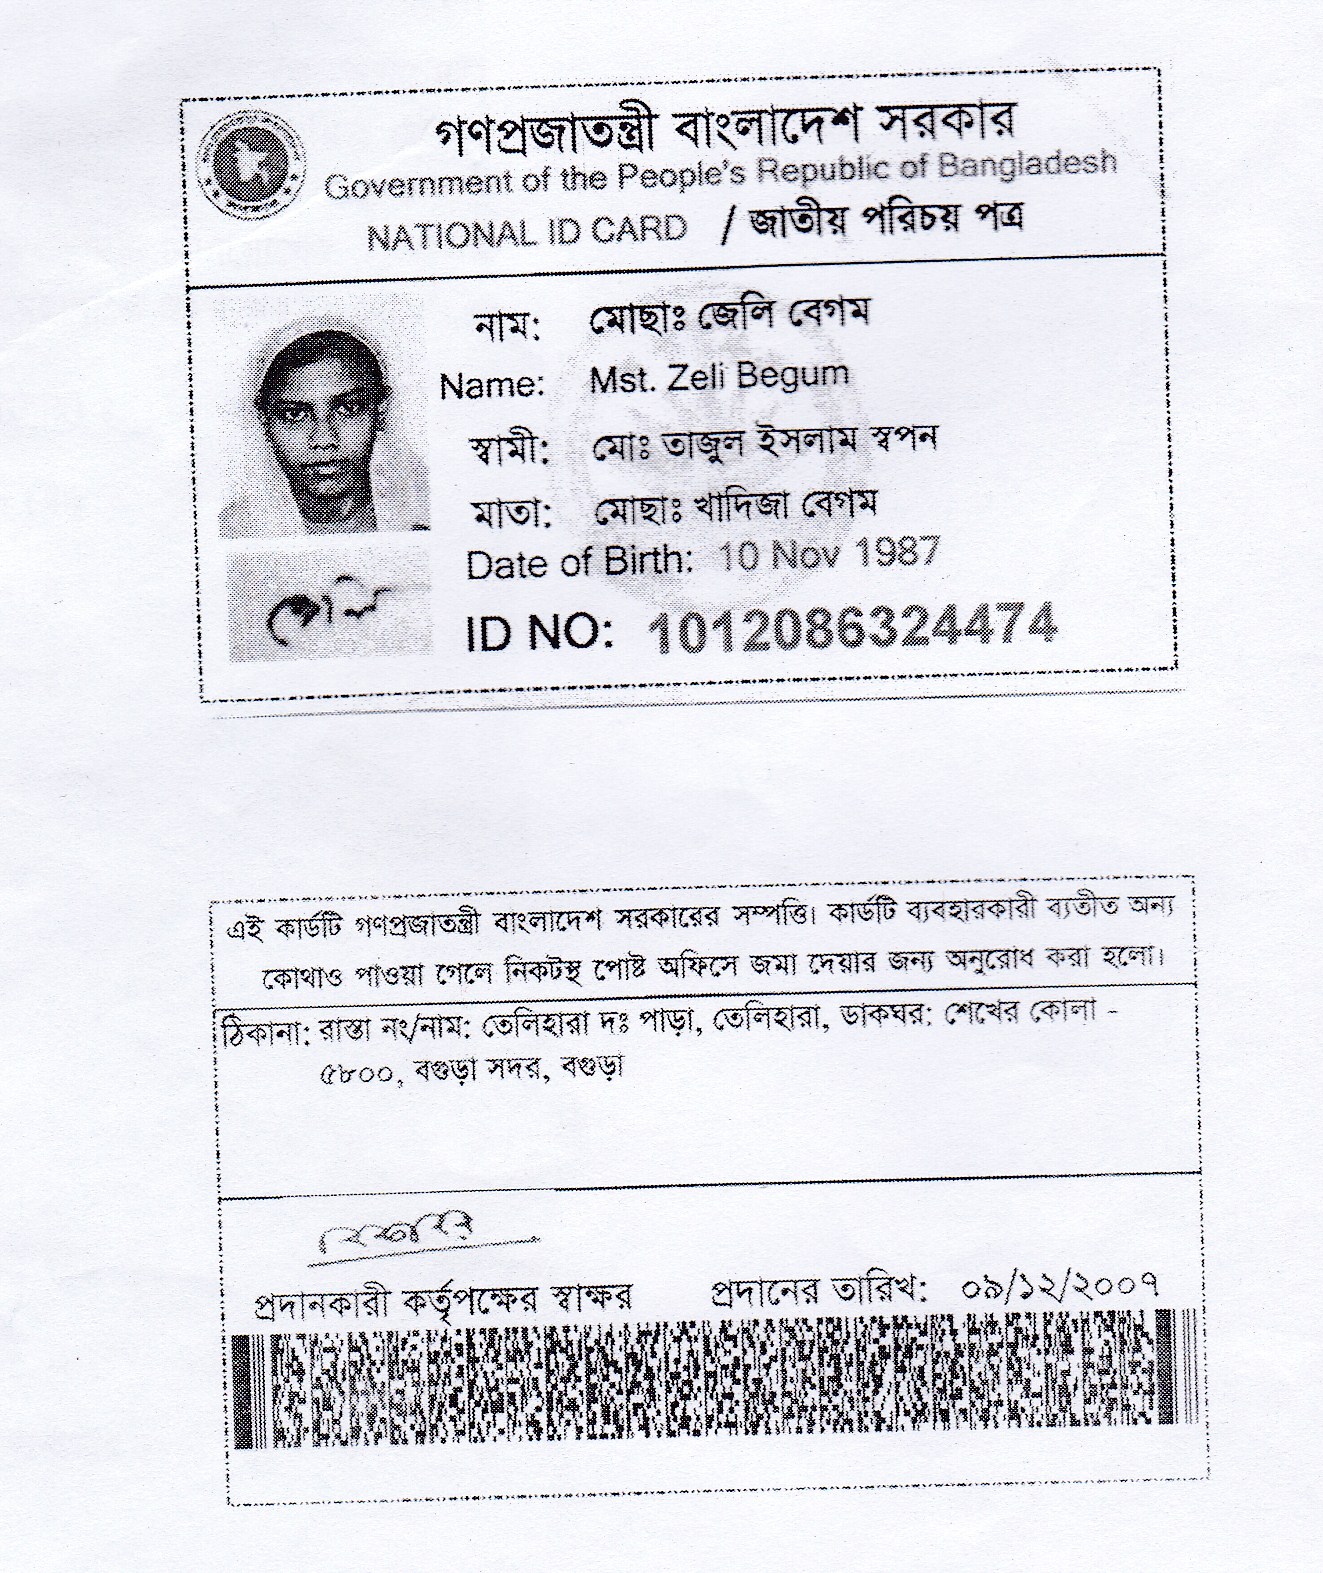 গণপ্রজাতন্ত্রী বাংলাদেশ সরকার
Government of the People's Republic of Bangladesh
NATIONAL ID CARD / জাতীয় পরিচয় পত্র
নাম: মোছাঃ জেলি বেগম
Name: Mst. Zeli Begum
স্বামী: মোঃ তাজুল ইসলাম স্বপন
মাতা: মোছাঃ খাদিজা বেগম
Date of Birth: 10 Nov 1987
জেলি
ID NO: 1012086324474
এই কার্ডটি গণপ্রজাতন্ত্রী বাংলাদেশ সরকারের সম্পত্তি। কার্ডটি ব্যবহারকারী ব্যতীত অন্য
কোথাও পাওয়া গেলে নিকটস্থ পোষ্ট অফিসে জমা দেয়ার জন্য অনুরোধ করা হলো।
ঠিকানা: রাস্তা নং/নাম: তেলিহারা দঃ পাড়া, তেলিহারা, ডাকঘর: শেখের কোলা -
৫৮০০, বগুড়া সদর, বগুড়া
প্রদানকারী কর্তৃপক্ষের স্বাক্ষর প্রদানের তারিখ: ০৯/১২/২০০৭